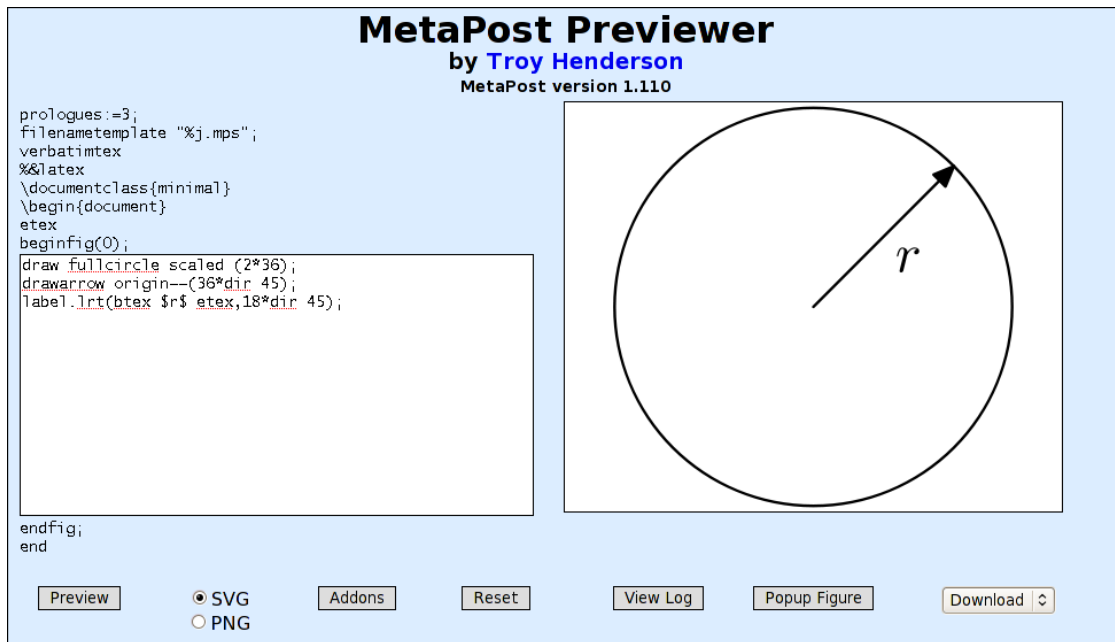 MetaPost Previewer
by Troy Henderson
MetaPost version 1.110
prologues:=3;
filenametemplate "%j.mps";
verbatimtex
%&latex
\documentclass{minimal}
\begin{document}
etex
beginfig(0);
draw fullcircle scaled (2*36);
drawarrow origin--(36*dir 45);
label.lrt(btex $r$ etex,18*dir 45);
r
endfig;
end
Preview
SVG
PNG
Addons
Reset
View Log
Popup Figure
Download